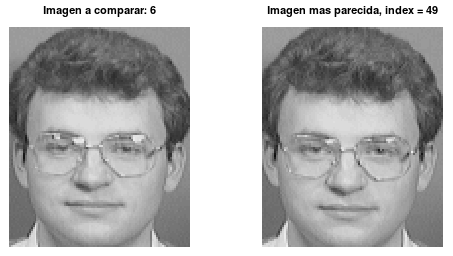 Imagen a comparar: 6
Imagen mas parecida, index = 49